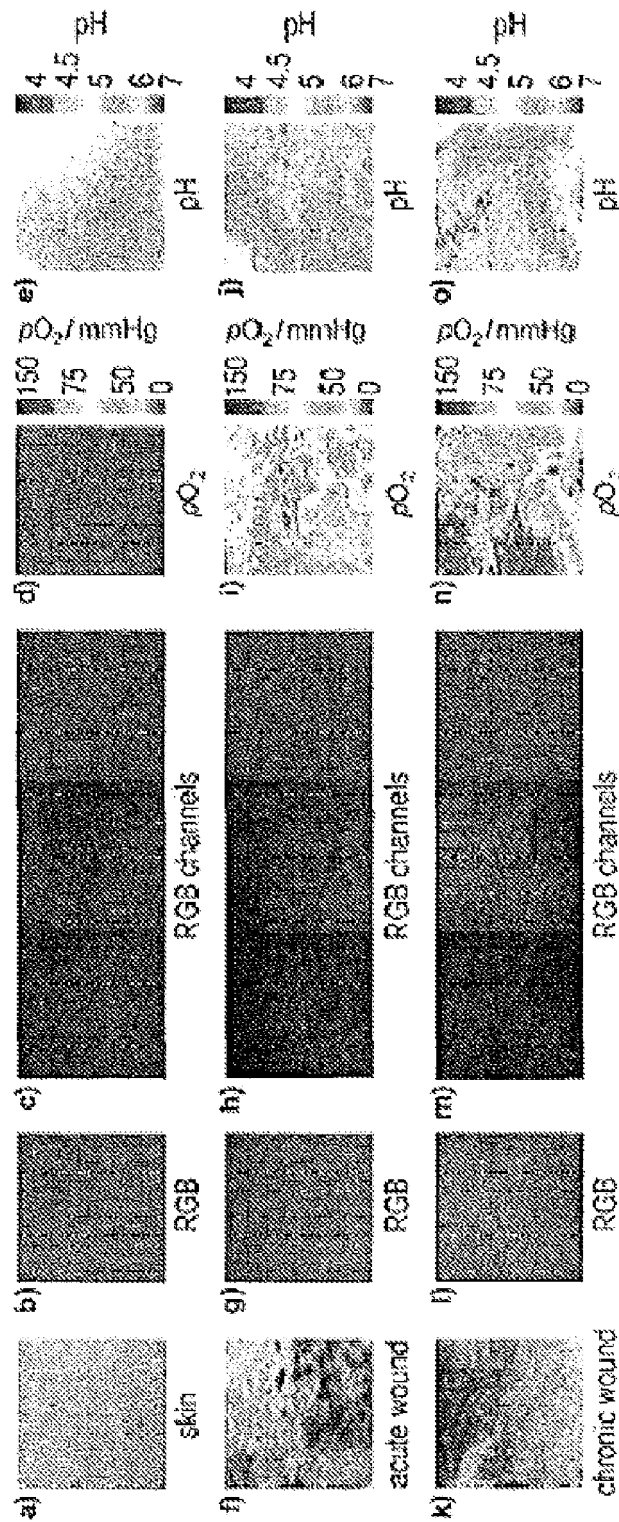 a)
b)
c)
d)
e)
150
75
50
0
pO₂/mmHg
4
4.5
5
6
7
pH
skin
RGB
RGB channels
pO₂
pH
f)
g)
h)
i)
j)
150
75
50
0
pO₂/mmHg
4
4.5
5
6
7
pH
acute wound
RGB
RGB channels
pO₂
pH
k)
l)
m)
n)
o)
150
75
50
0
pO₂/mmHg
4
4.5
5
6
7
pH
chronic wound
RGB
RGB channels
pO₂
pH